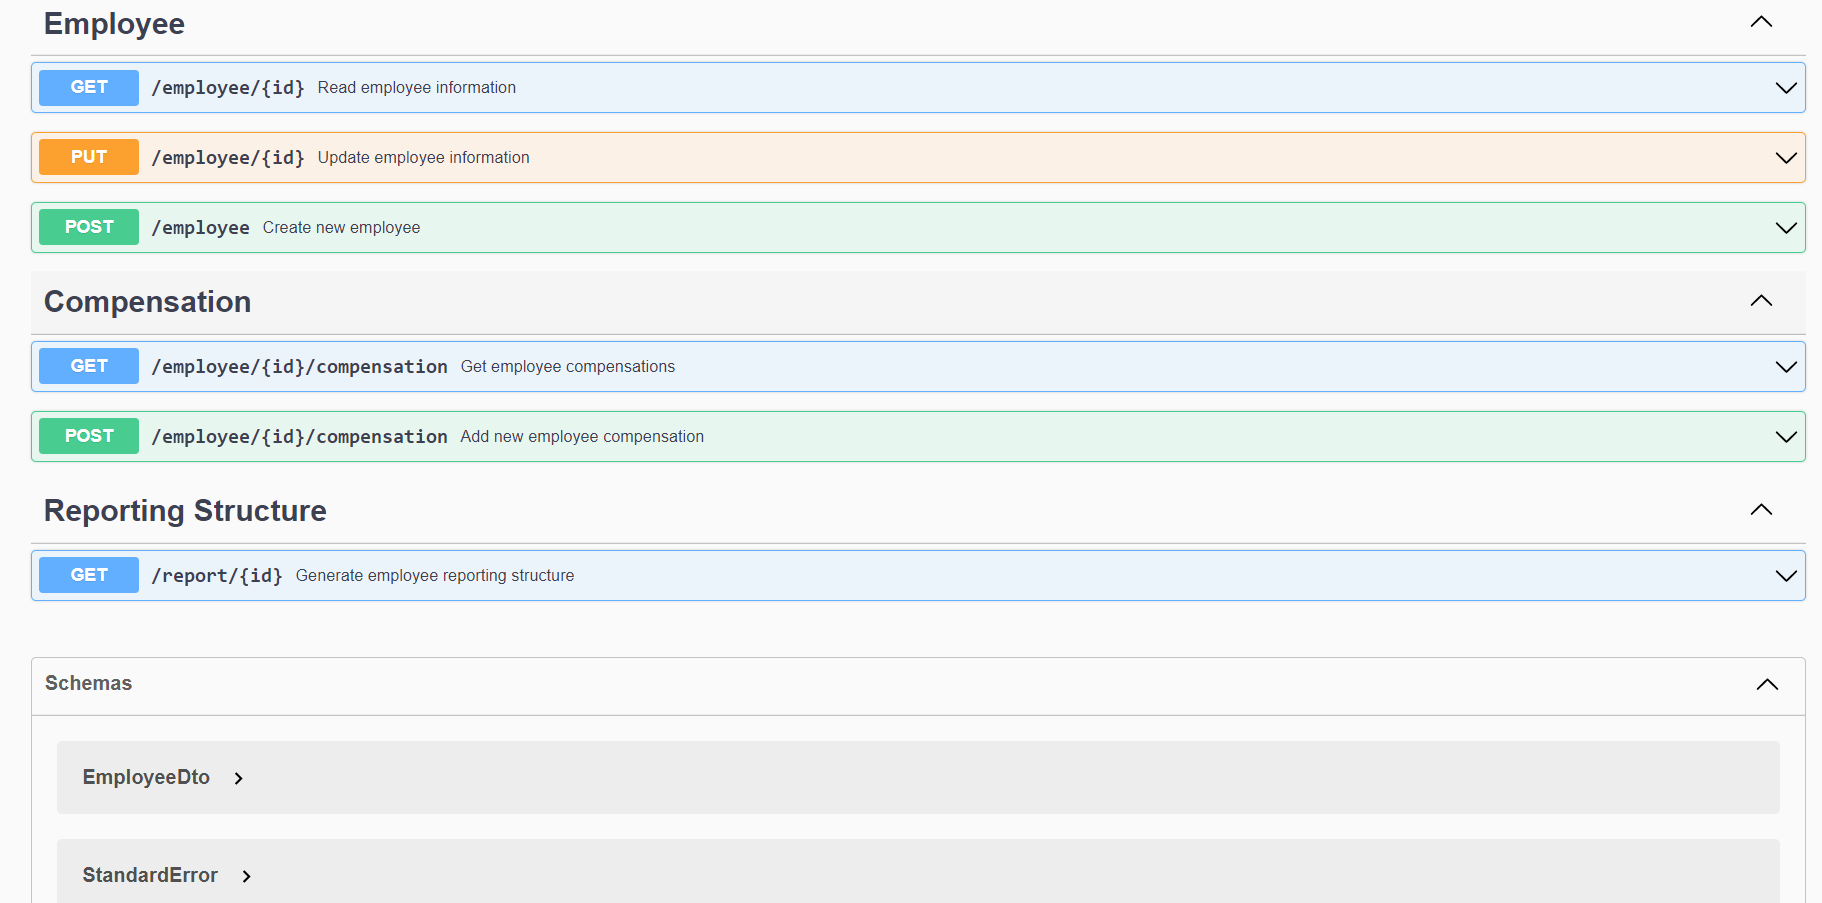 Employee
GET /employee/{id} Read employee information
PUT /employee/{id} Update employee information
POST /employee Create new employee
Compensation
GET /employee/{id}/compensation Get employee compensations
POST /employee/{id}/compensation Add new employee compensation
Reporting Structure
GET /report/{id} Generate employee reporting structure
Schemas
EmployeeDto
StandardError